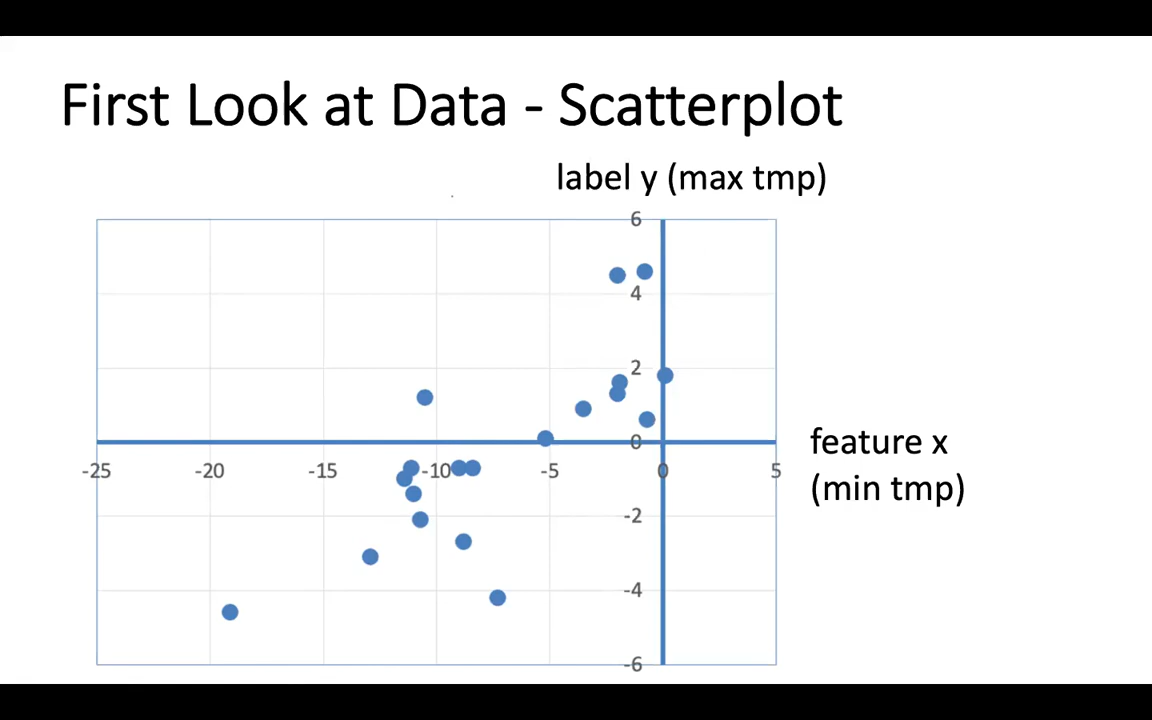 First Look at Data - Scatterplot
label y (max tmp)
6
4
2
0
-25 -20 -15 -10 -5 0 5
-2
-4
-6
feature x
(min tmp)